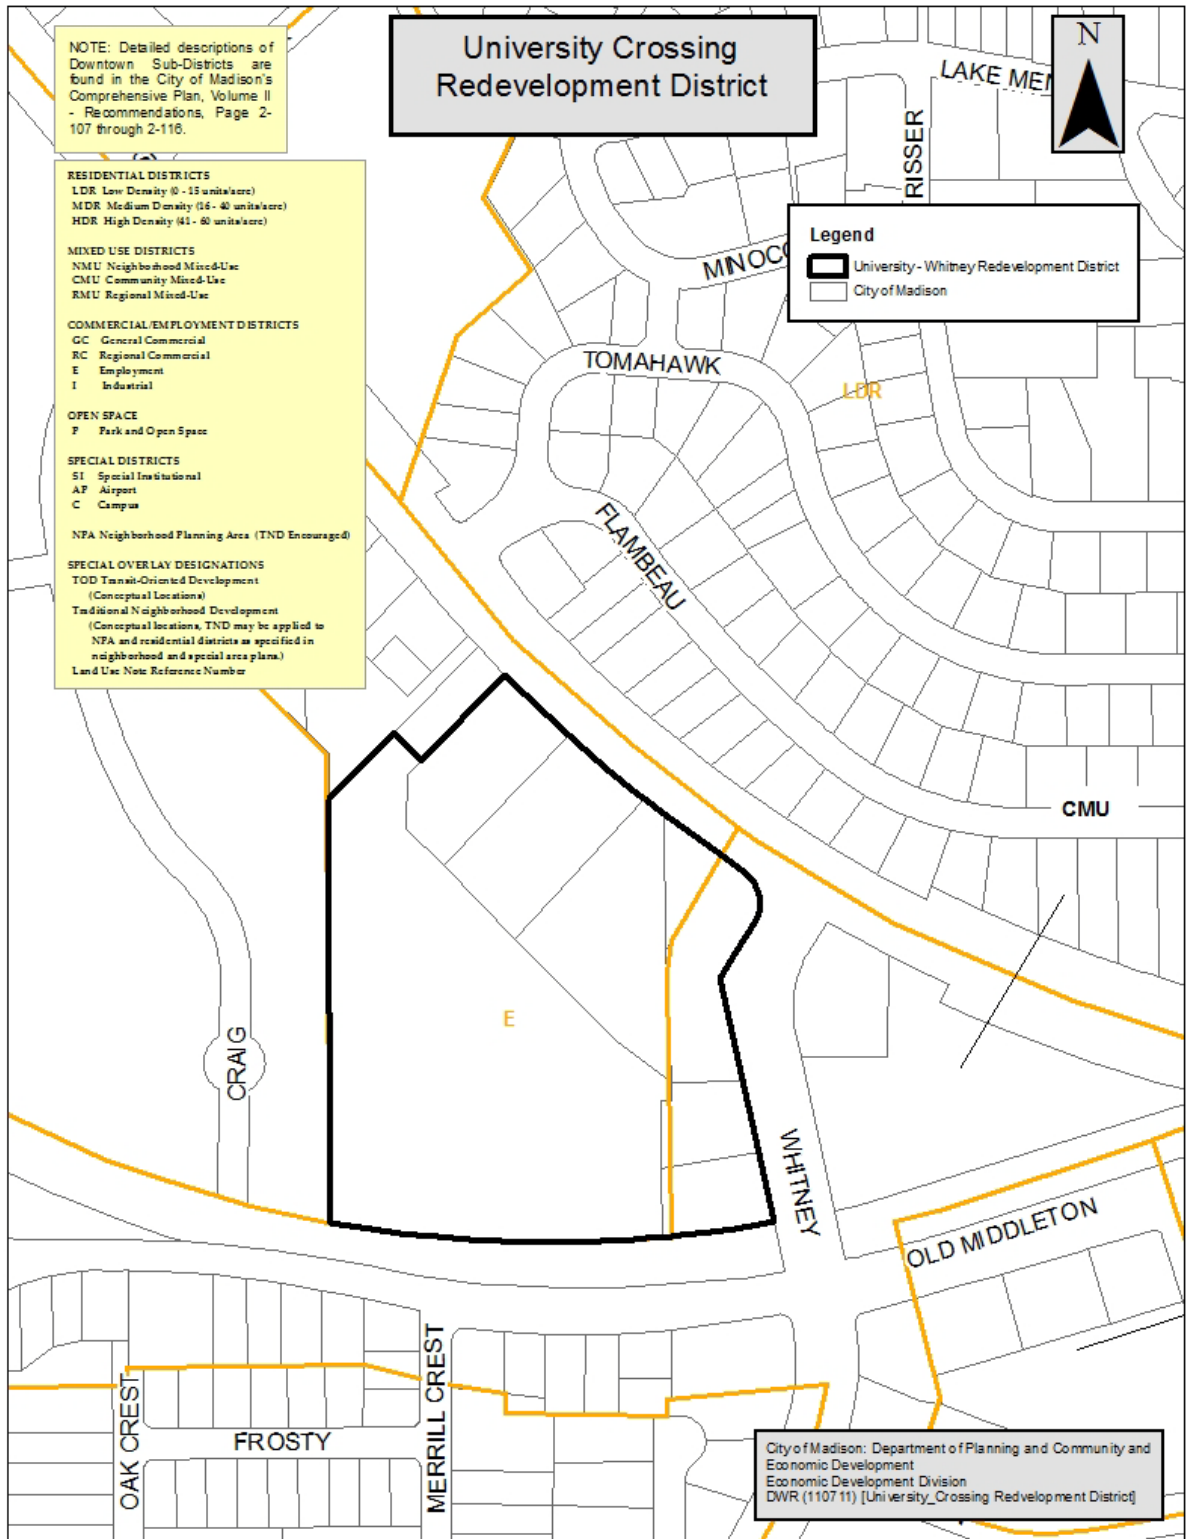 University Crossing
Redevelopment District
NOTE: Detailed descriptions of
Downtown Sub-Districts are
found in the City of Madison's
Comprehensive Plan, Volume II
- Recommendations, Page 2-
107 through 2-116.
N
LAKE MEN
RISSER
RESIDENTIAL DISTRICTS
LDR Low Density (0 - 15 units/acre)
MDR Medium Density (16 - 40 units/acre)
HDR High Density (41 - 60 units/acre)
MIXED USE DISTRICTS
NMU Neighborhood Mixed-Use
CMU Community Mixed-Use
RMU Regional Mixed-Use
COMMERCIAL/EMPLOYMENT DISTRICTS
GC General Commercial
RC Regional Commercial
E Employment
I Industrial
OPEN SPACE
P Park and Open Space
SPECIAL DISTRICTS
SI Special Institutional
AP Airport
C Campus
NPA Neighborhood Planning Area (TND Encouraged)
SPECIAL OVERLAY DESIGNATIONS
TOD Transit-Oriented Development
(Conceptual Locations)
Traditional Neighborhood Development
(Conceptual locations, TND may be applied to
NPA and residential districts as specified in
neighborhood and special area plans.)
Land Use Note Reference Number
Legend
University - Whitney Redevelopment District
City of Madison
MINOC
TOMAHAWK
LDR
FLAMBEAU
CMU
E
CRAIG
WHITNEY
OLD MIDDLETON
MERRILL CREST
OAK CREST
FROSTY
City of Madison: Department of Planning and Community and
Economic Development
Economic Development Division
DWR (110711) [University_Crossing Redvelopment District]